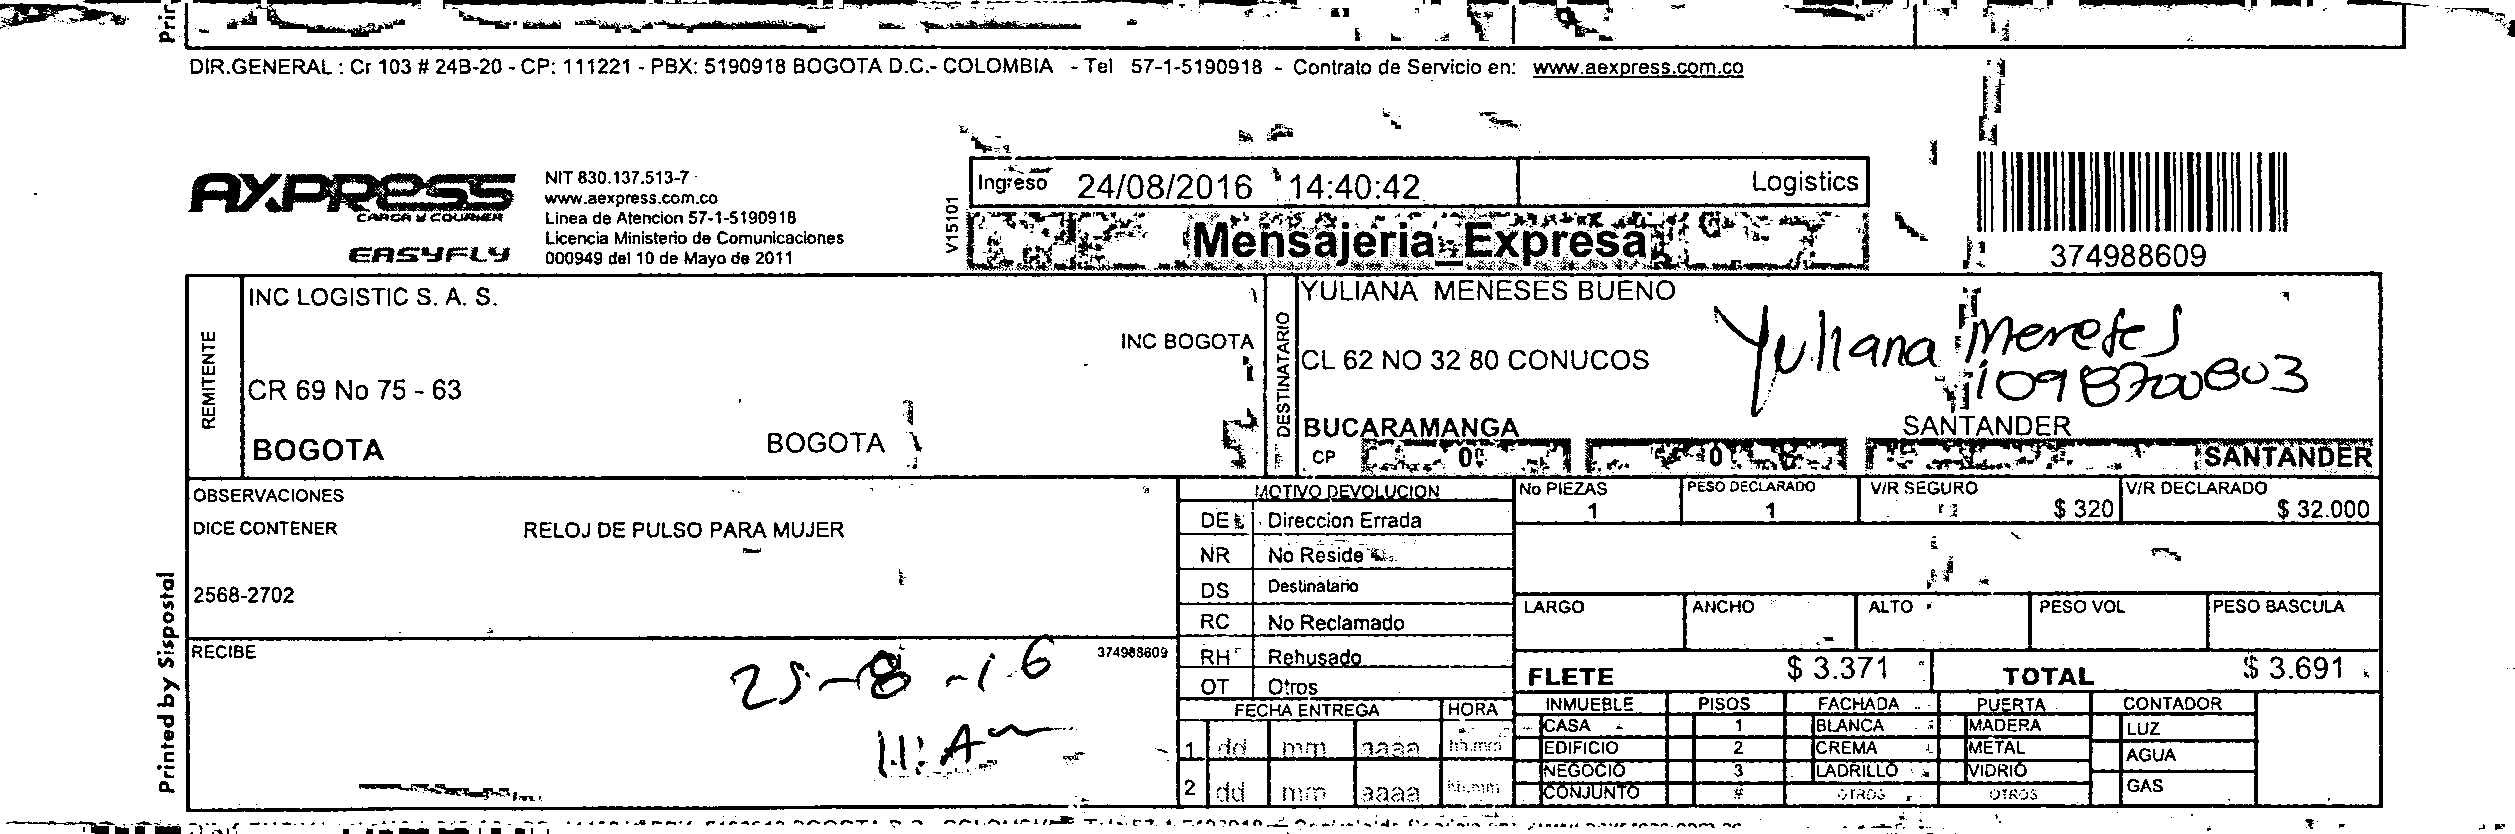 DIR.GENERAL : Cr 103 # 24B-20 - CP: 111221 - PBX: 5190918 BOGOTA D.C.- COLOMBIA - Tel 57-1-5190918 - Contrato de Servicio en: www.aexpress.com.co
AXPRESS
CARGA Y COURIER
EASYFLY
NIT 830.137.513-7
www.aexpress.com.co
Linea de Atencion 57-1-5190918
Licencia Ministerio de Comunicaciones
000949 del 10 de Mayo de 2011
V15101
Ingreso 24/08/2016 14:40:42 Logistics
Mensajeria Expresa
374988609
REMITENTE
INC LOGISTIC S. A. S.
INC BOGOTA
CR 69 No 75 - 63
BOGOTA BOGOTA
DESTINATARIO
YULIANA MENESES BUENO
CL 62 NO 32 80 CONUCOS
Yuliana Meneses
1098700803
BUCARAMANGA SANTANDER
CP 0 0 SANTANDER
OBSERVACIONES
DICE CONTENER RELOJ DE PULSO PARA MUJER
2568-2702
RECIBE 374988609
25-8-16
11:Am
Printed by Sispostal
MOTIVO DEVOLUCION
DE Direccion Errada
NR No Reside
DS Destinatario
RC No Reclamado
RH Rehusado
OT Otros
FECHA ENTREGA HORA
1 dd mm aaaa hh:mm
2 dd mm aaaa hh:mm
No PIEZAS PESO DECLARADO V/R SEGURO V/R DECLARADO
1 1 $ 320 $ 32.000
LARGO ANCHO ALTO PESO VOL PESO BASCULA
FLETE $ 3.371 TOTAL $ 3.691
INMUEBLE PISOS FACHADA PUERTA CONTADOR
CASA 1 BLANCA MADERA LUZ
EDIFICIO 2 CREMA METAL AGUA
NEGOCIO 3 LADRILLO VIDRIO GAS
CONJUNTO # OTROS OTROS